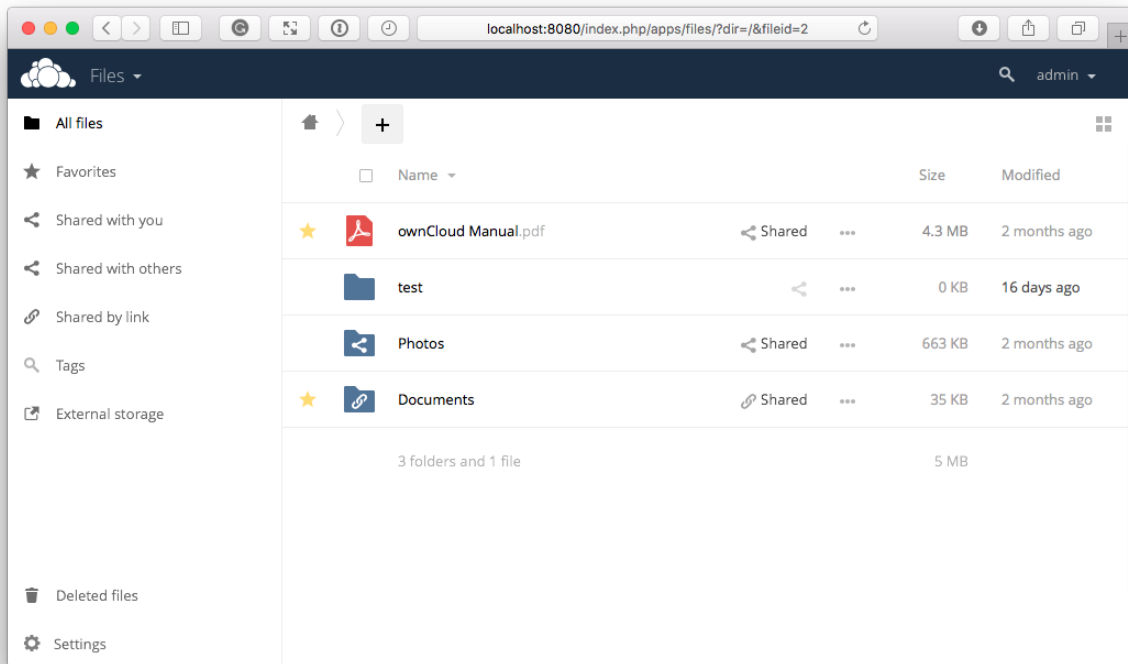 localhost:8080/index.php/apps/files/?dir=/&fileid=2
Files admin
All files
Favorites
Shared with you
Shared with others
Shared by link
Tags
External storage
Deleted files
Settings
Name Size Modified
ownCloud Manual.pdf Shared 4.3 MB 2 months ago
test 0 KB 16 days ago
Photos Shared 663 KB 2 months ago
Documents Shared 35 KB 2 months ago
3 folders and 1 file 5 MB